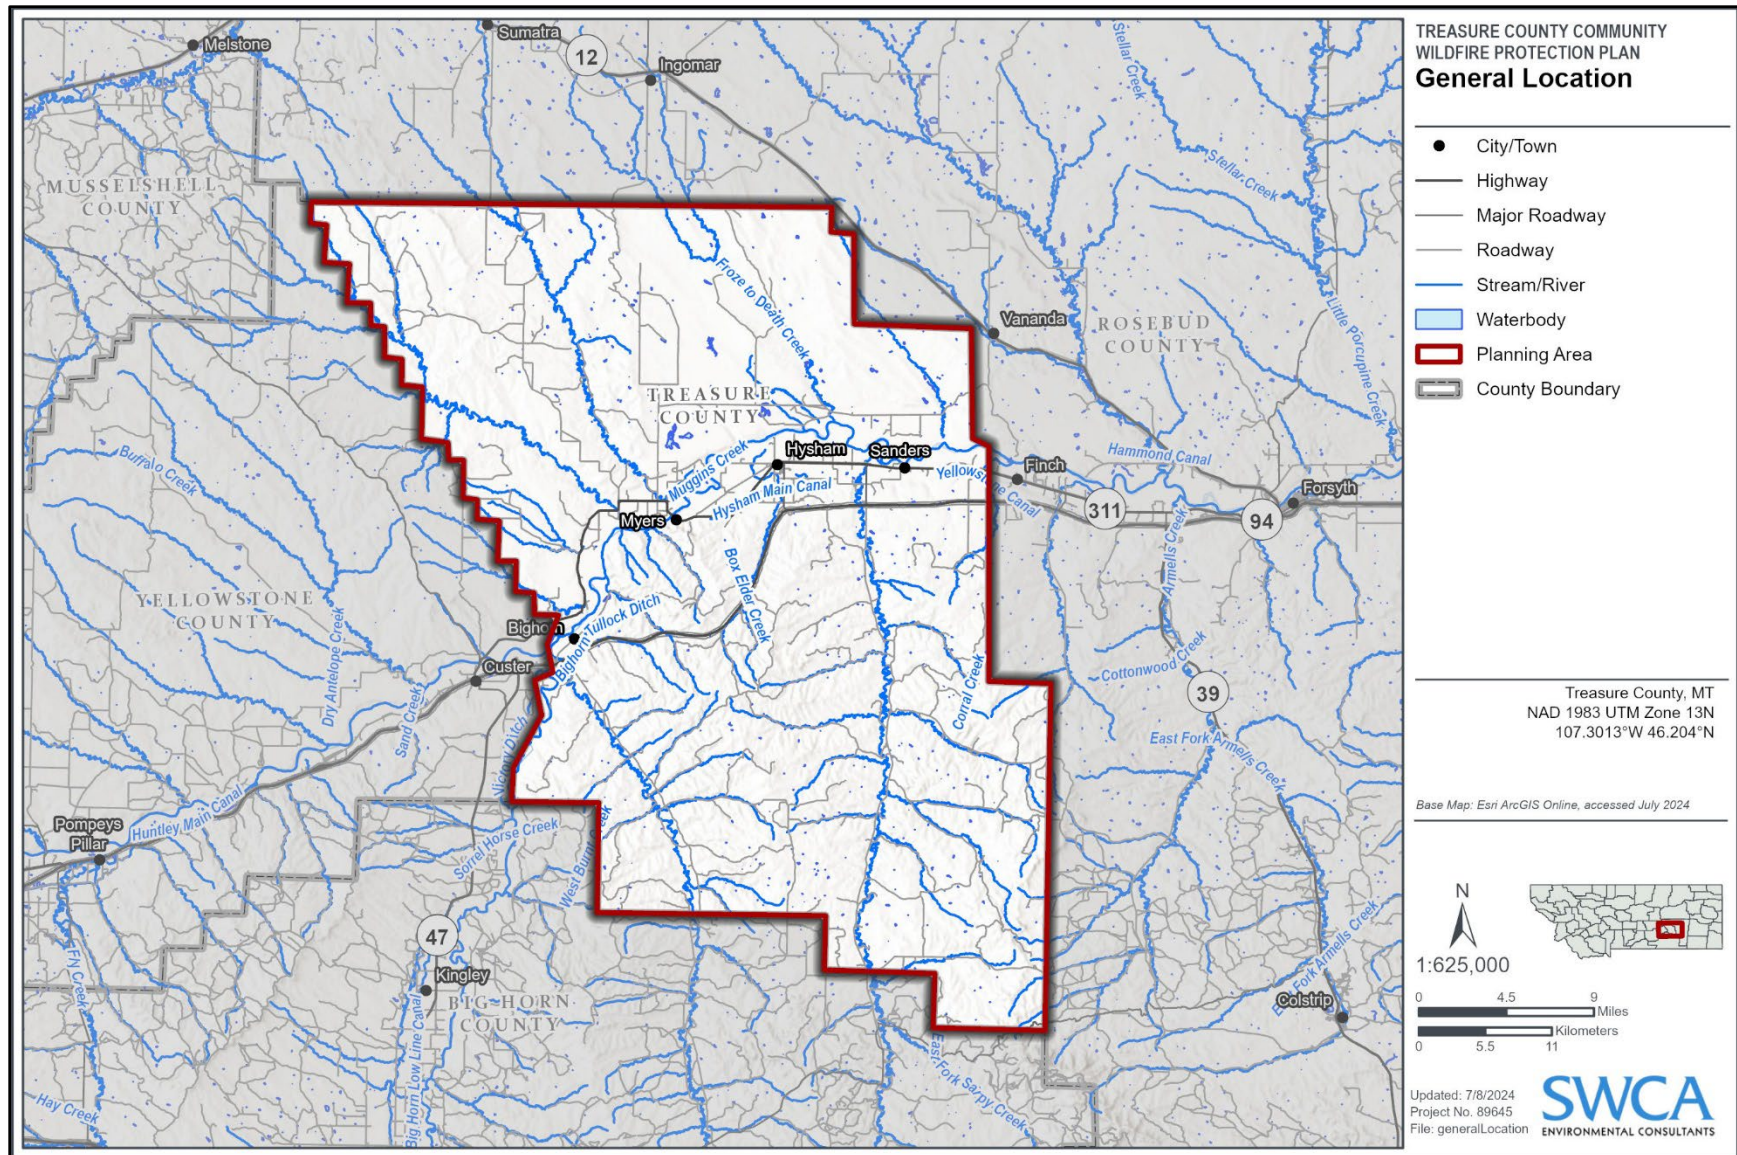 TREASURE COUNTY COMMUNITY
WILDFIRE PROTECTION PLAN
General Location
City/Town
Highway
Major Roadway
Roadway
Stream/River
Waterbody
Planning Area
County Boundary
Treasure County, MT
NAD 1983 UTM Zone 13N
107.3013°W 46.204°N
Base Map: Esri ArcGIS Online, accessed July 2024
N
1:625,000
0 4.5 9
Miles
Kilometers
0 5.5 11
Updated: 7/8/2024
Project No. 89645
File: generalLocation
SWCA
ENVIRONMENTAL CONSULTANTS
Melstone
Sumatra
12
Ingomar
Stellar Creek
Stellar Creek
MUSSELSHELL
COUNTY
Froze to Death Creek
Little Porcupine Creek
Vananda
ROSEBUD
COUNTY
TREASURE
COUNTY
Buffalo Creek
Muggins Creek
Hysham
Sanders
Hysham Main Canal
Yellowstone Canal
Finch
Hammond Canal
Forsyth
311
94
Myers
Armells Creek
Box Elder Creek
YELLOWSTONE
COUNTY
Dry Antelope Creek
Bighorn
Bighorn Tullock Ditch
Custer
Sand Creek
Victory Ditch
Corral Creek
Cottonwood Creek
39
East Fork Armells Creek
Huntley Main Canal
Pompeys
Pillar
Sorrel Horse Creek
West Burnt Creek
47
Kingley
BIG HORN
COUNTY
Big Horn Low Line Canal
FN Creek
Hay Creek
East Fork Sarpy Creek
East Fork Armells Creek
Colstrip